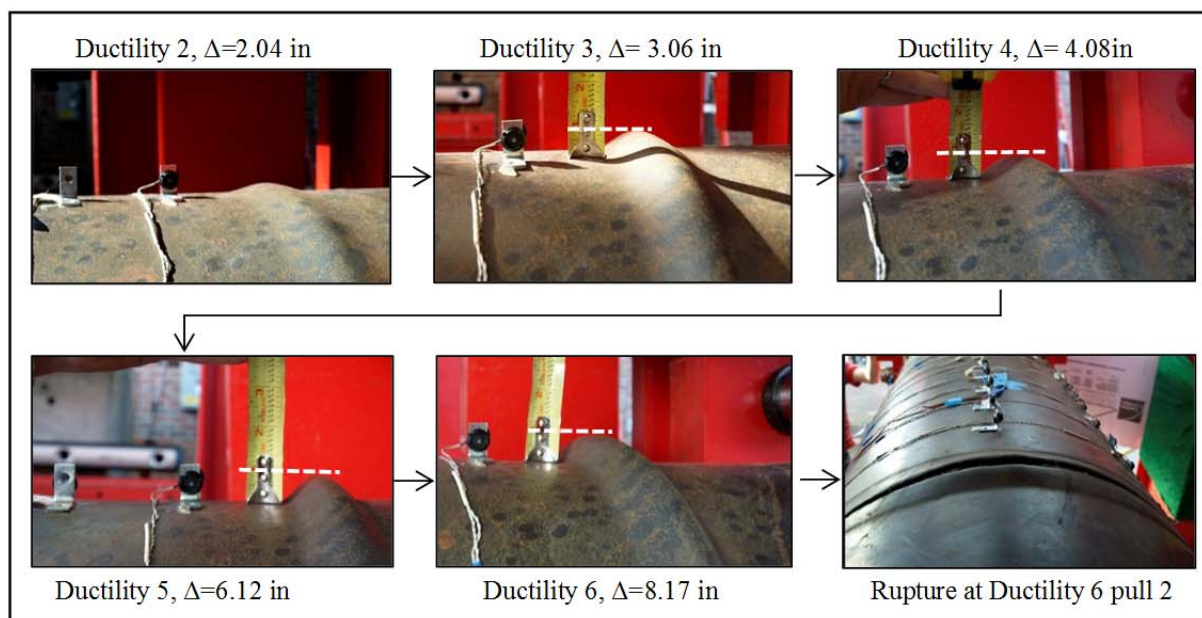 Ductility 2, Δ=2.04 in
Ductility 3, Δ= 3.06 in
Ductility 4, Δ= 4.08in
Ductility 5, Δ=6.12 in
Ductility 6, Δ=8.17 in
Rupture at Ductility 6 pull 2